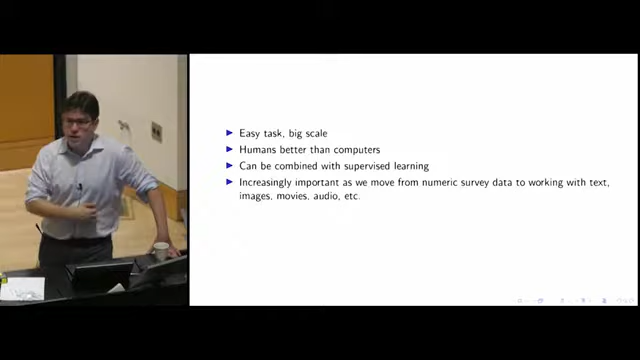 Easy task, big scale
Humans better than computers
Can be combined with supervised learning
Increasingly important as we move from numeric survey data to working with text,
images, movies, audio, etc.